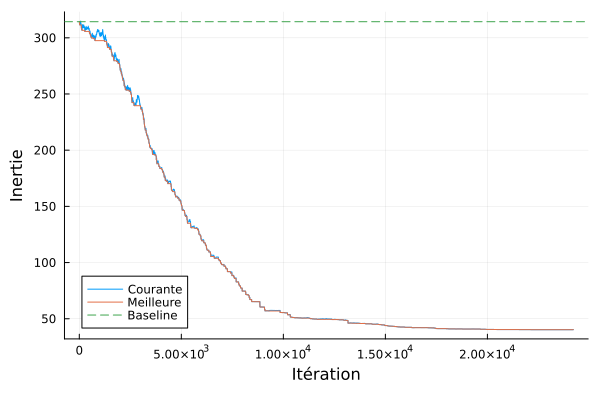 Inertie
300
250
200
150
100
50
Courante
Meilleure
Baseline
0
5.00×10³
1.00×10⁴
1.50×10⁴
2.00×10⁴
Itération